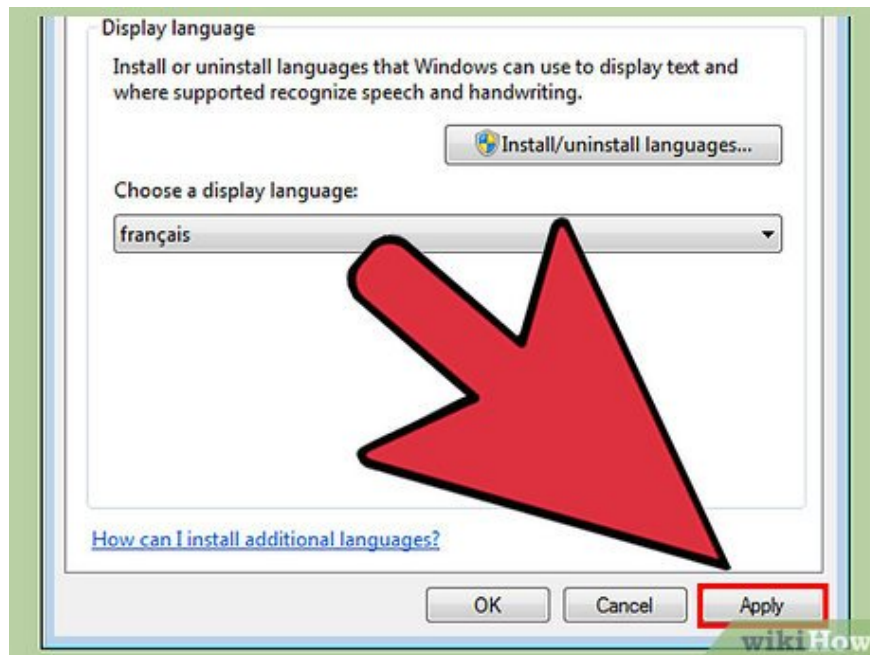 Display language
Install or uninstall languages that Windows can use to display text and
where supported recognize speech and handwriting.
Install/uninstall languages...
Choose a display language:
français
How can I install additional languages?
OK Cancel Apply
wikiHow